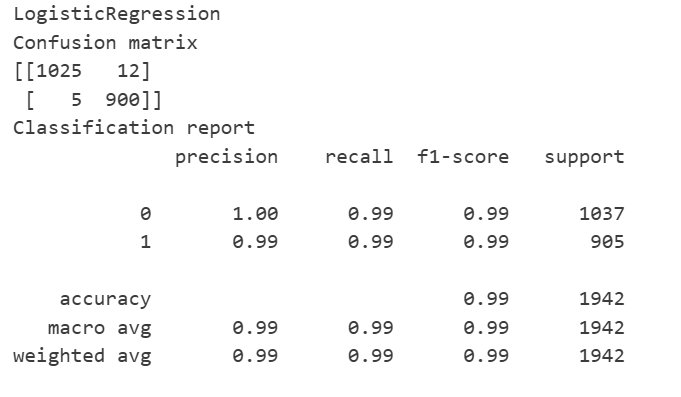 LogisticRegression
Confusion matrix
[[1025   12]
 [   5  900]]
Classification report
              precision    recall  f1-score   support

           0       1.00      0.99      0.99      1037
           1       0.99      0.99      0.99       905

    accuracy                           0.99      1942
   macro avg       0.99      0.99      0.99      1942
weighted avg       0.99      0.99      0.99      1942